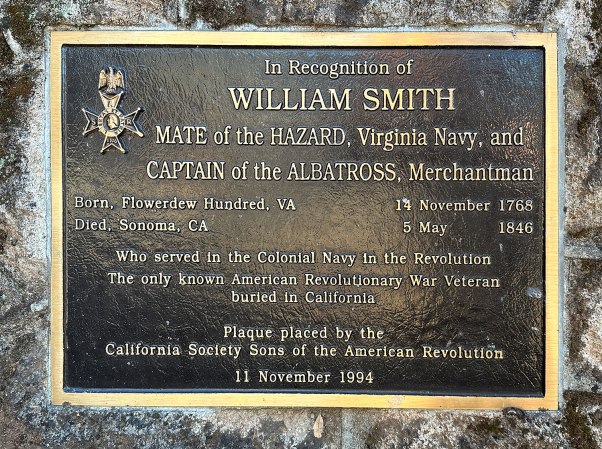 In Recognition of
WILLIAM SMITH
MATE of the HAZARD, Virginia Navy, and
CAPTAIN of the ALBATROSS, Merchantman
Born, Flowerdew Hundred, VA 14 November 1768
Died, Sonoma, CA 5 May 1846
Who served in the Colonial Navy in the Revolution
The only known American Revolutionary War Veteran
buried in California
Plaque placed by the
California Society Sons of the American Revolution
11 November 1994